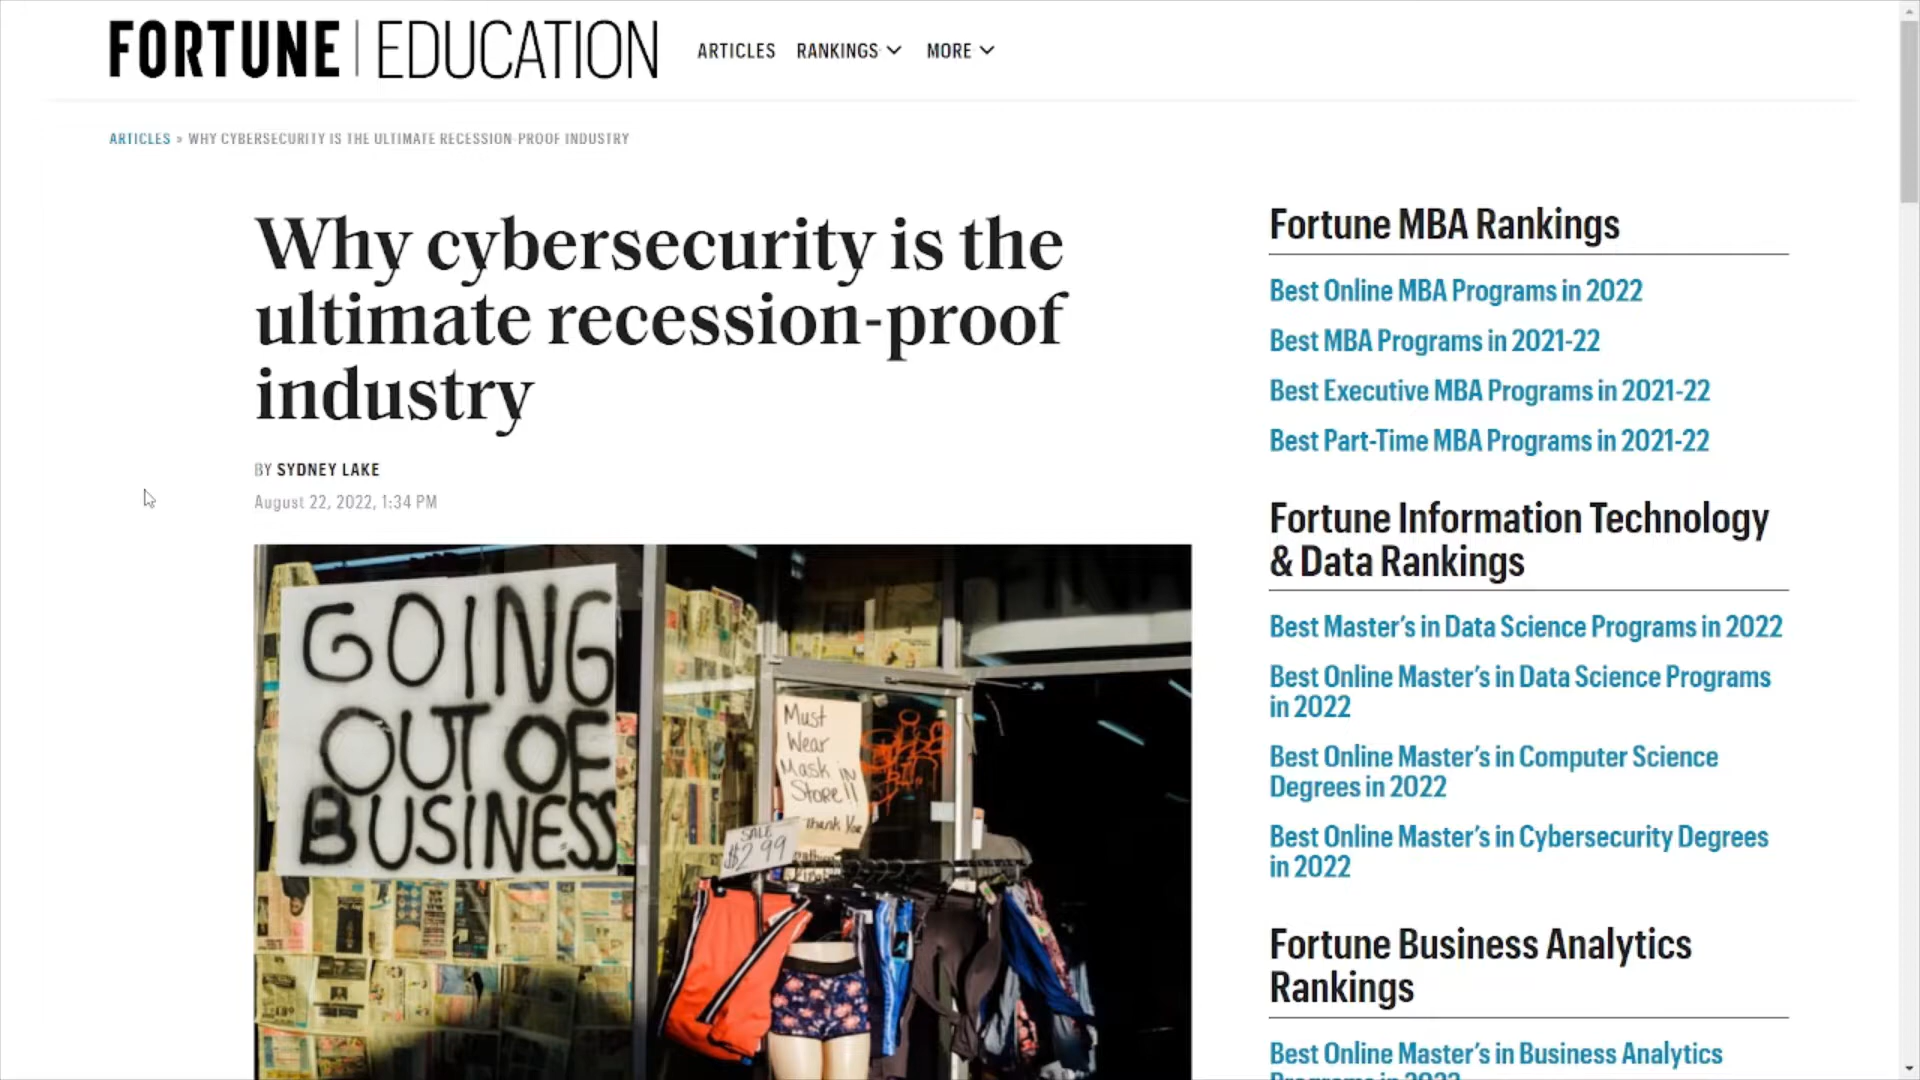 FORTUNE | EDUCATION
ARTICLES
RANKINGS
MORE
ARTICLES » WHY CYBERSECURITY IS THE ULTIMATE RECESSION-PROOF INDUSTRY
Why cybersecurity is the
ultimate recession-proof
industry
BY SYDNEY LAKE
August 22, 2022, 1:34 PM
GOING
OUT OF
BUSINESS
Must
Wear
Mask in
Store!!
Thank You
SALE
$2.99
Fortune MBA Rankings
Best Online MBA Programs in 2022
Best MBA Programs in 2021-22
Best Executive MBA Programs in 2021-22
Best Part-Time MBA Programs in 2021-22
Fortune Information Technology
& Data Rankings
Best Master's in Data Science Programs in 2022
Best Online Master's in Data Science Programs
in 2022
Best Online Master's in Computer Science
Degrees in 2022
Best Online Master's in Cybersecurity Degrees
in 2022
Fortune Business Analytics
Rankings
Best Online Master's in Business Analytics
Programs in 2022